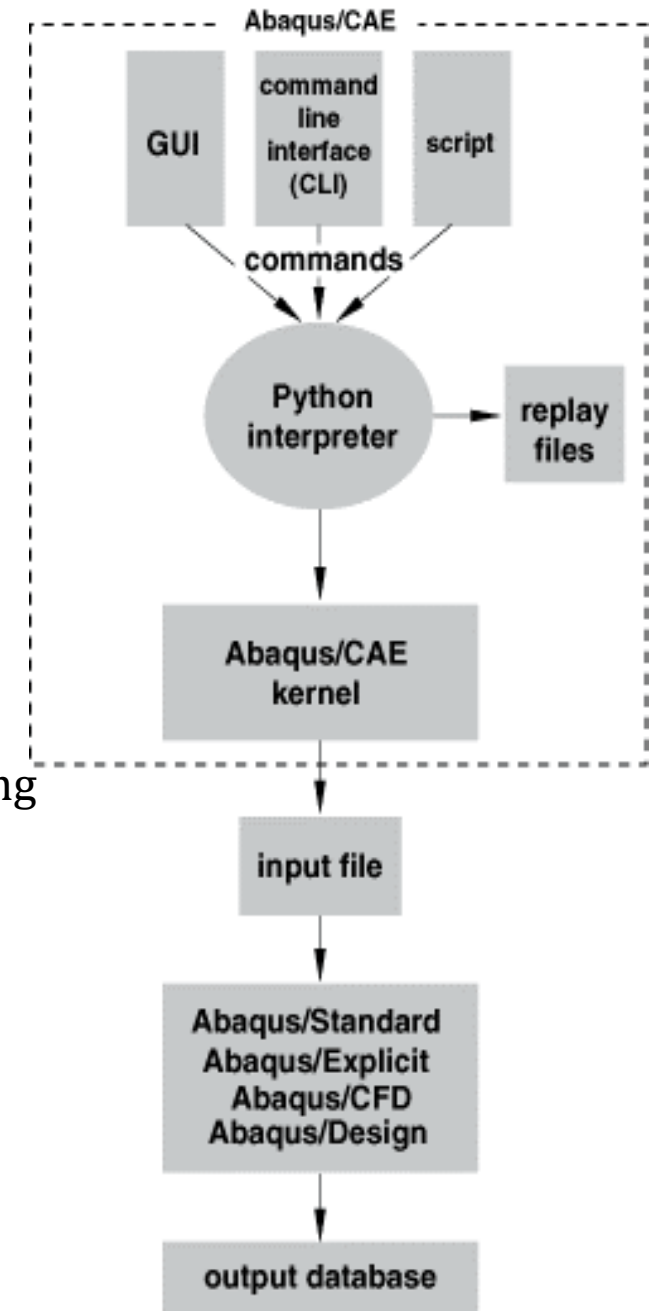 Abaqus/CAE
GUI
command
line
interface
(CLI)
script
commands
Python
interpreter
replay
files
Abaqus/CAE
kernel
ng
input file
Abaqus/Standard
Abaqus/Explicit
Abaqus/CFD
Abaqus/Design
output database